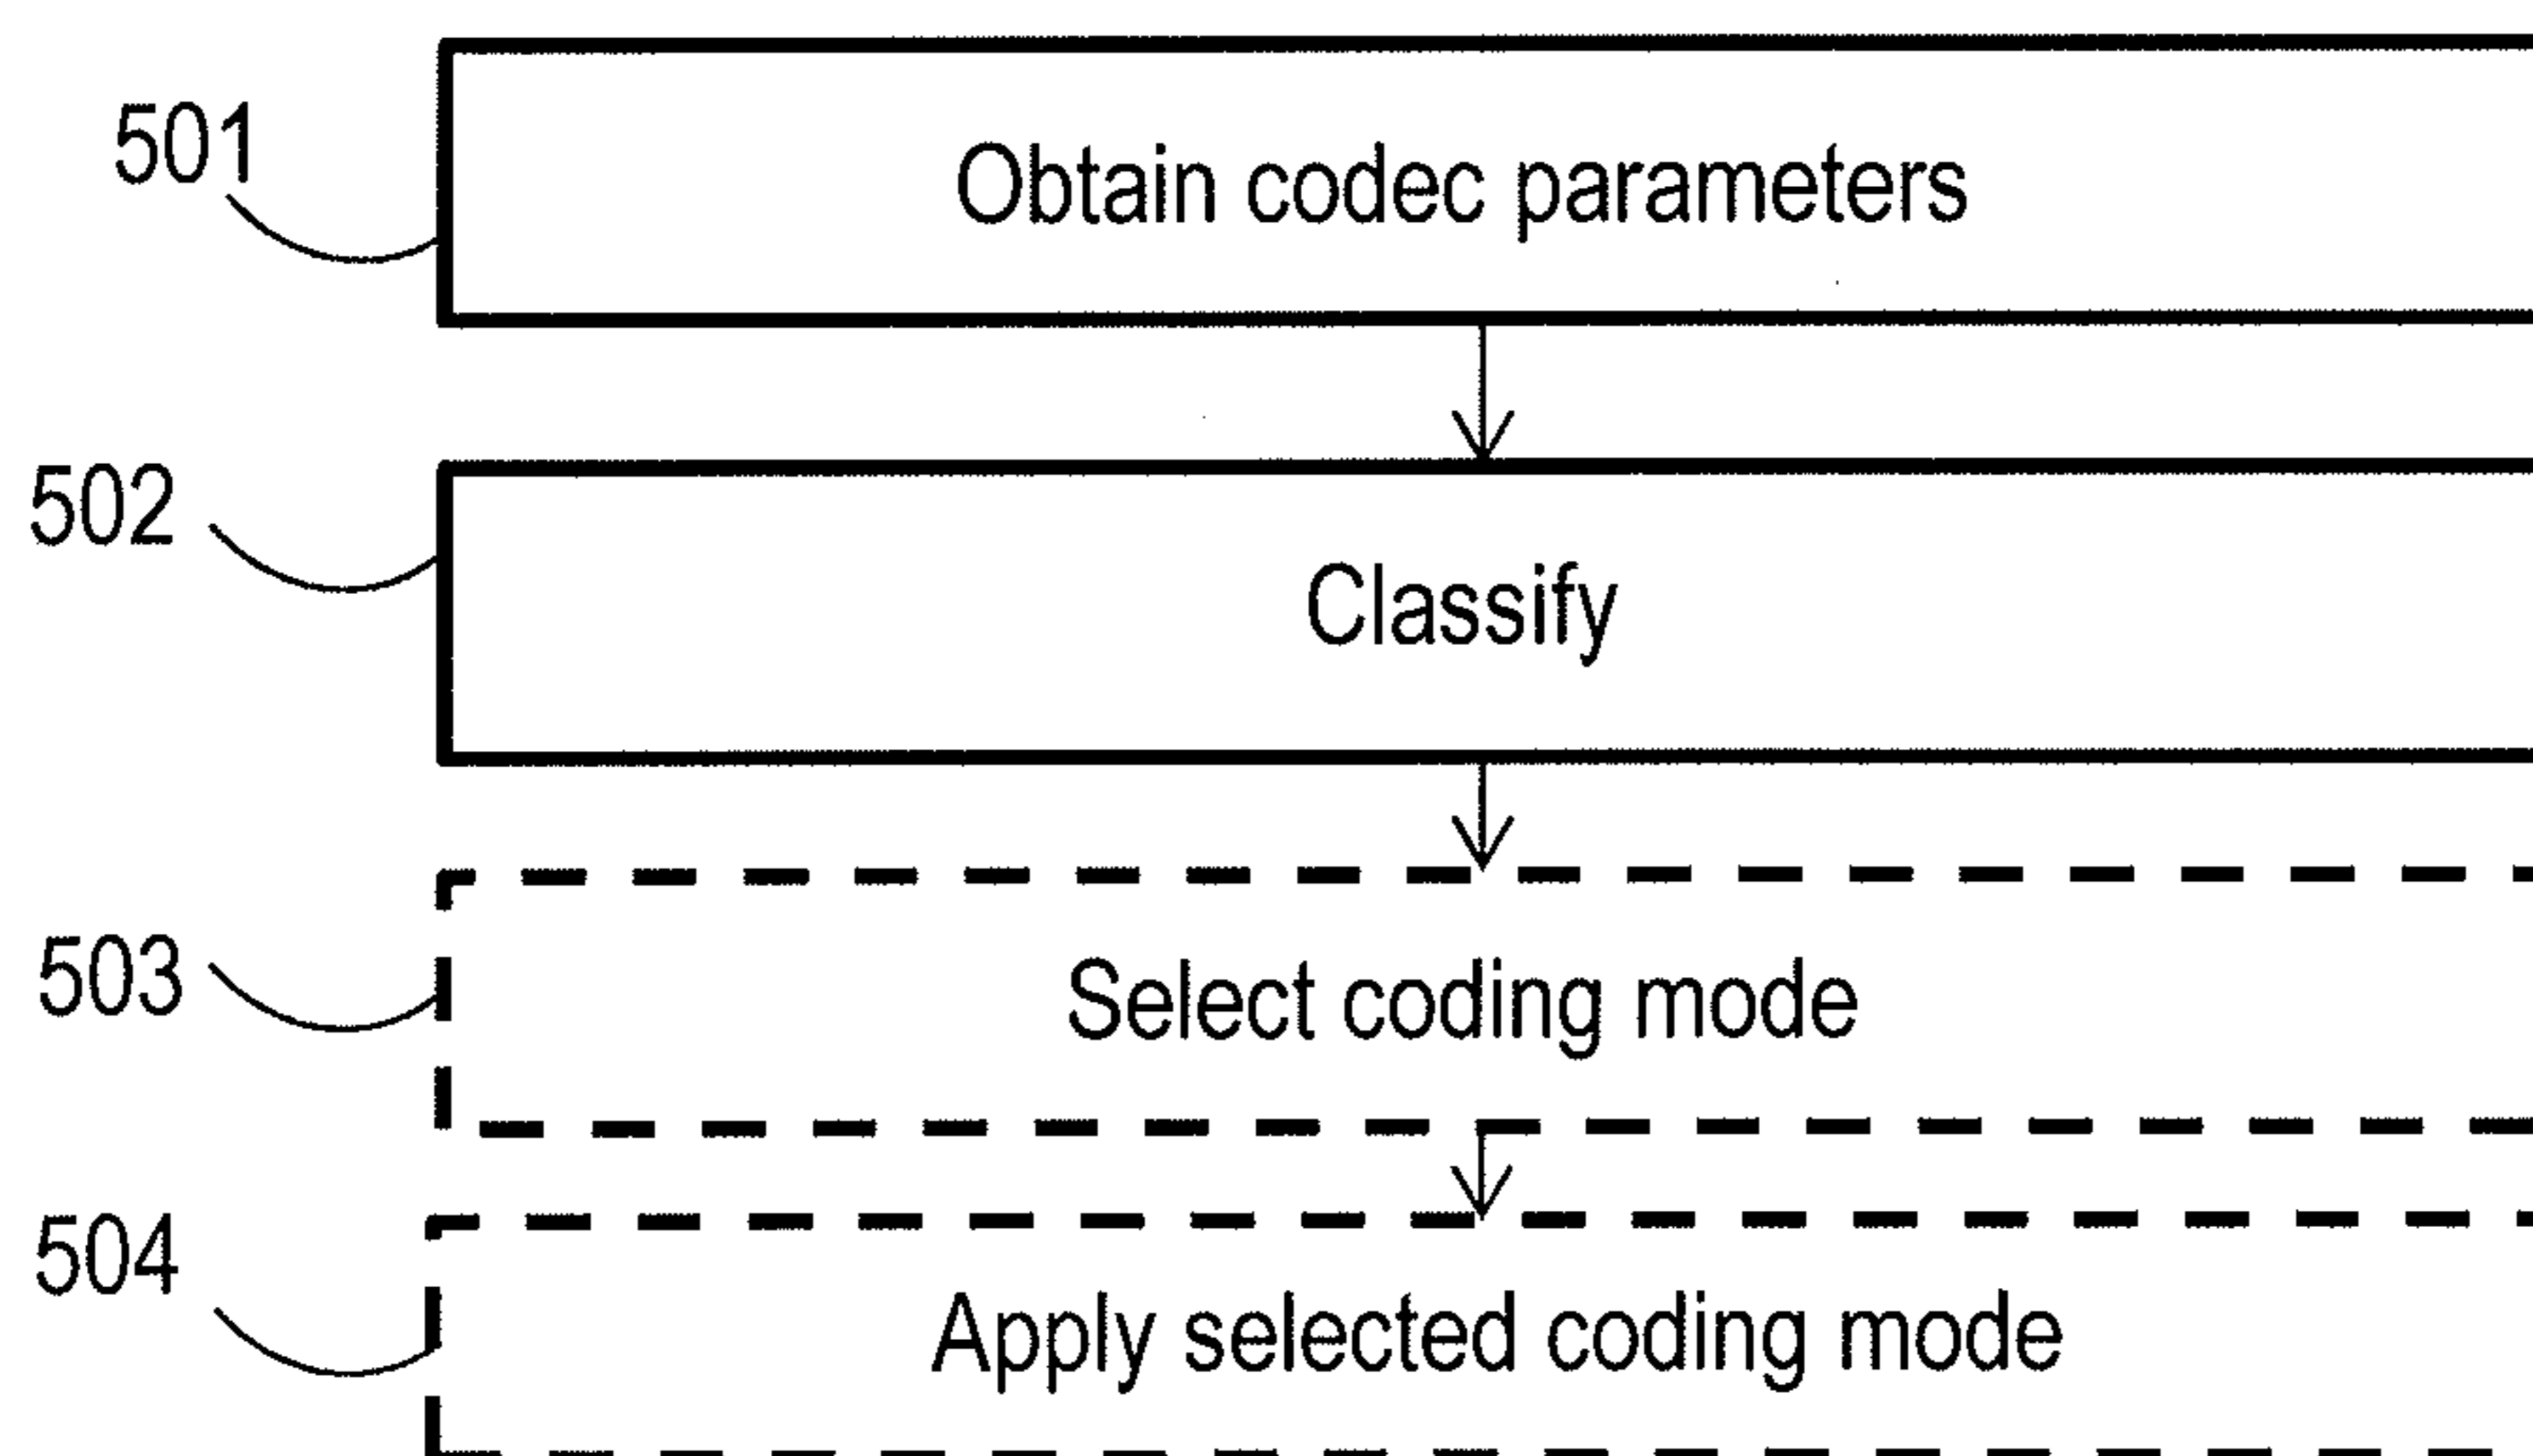 501
Obtain codec parameters
502
Classify
503
Select coding mode
504
Apply selected coding mode